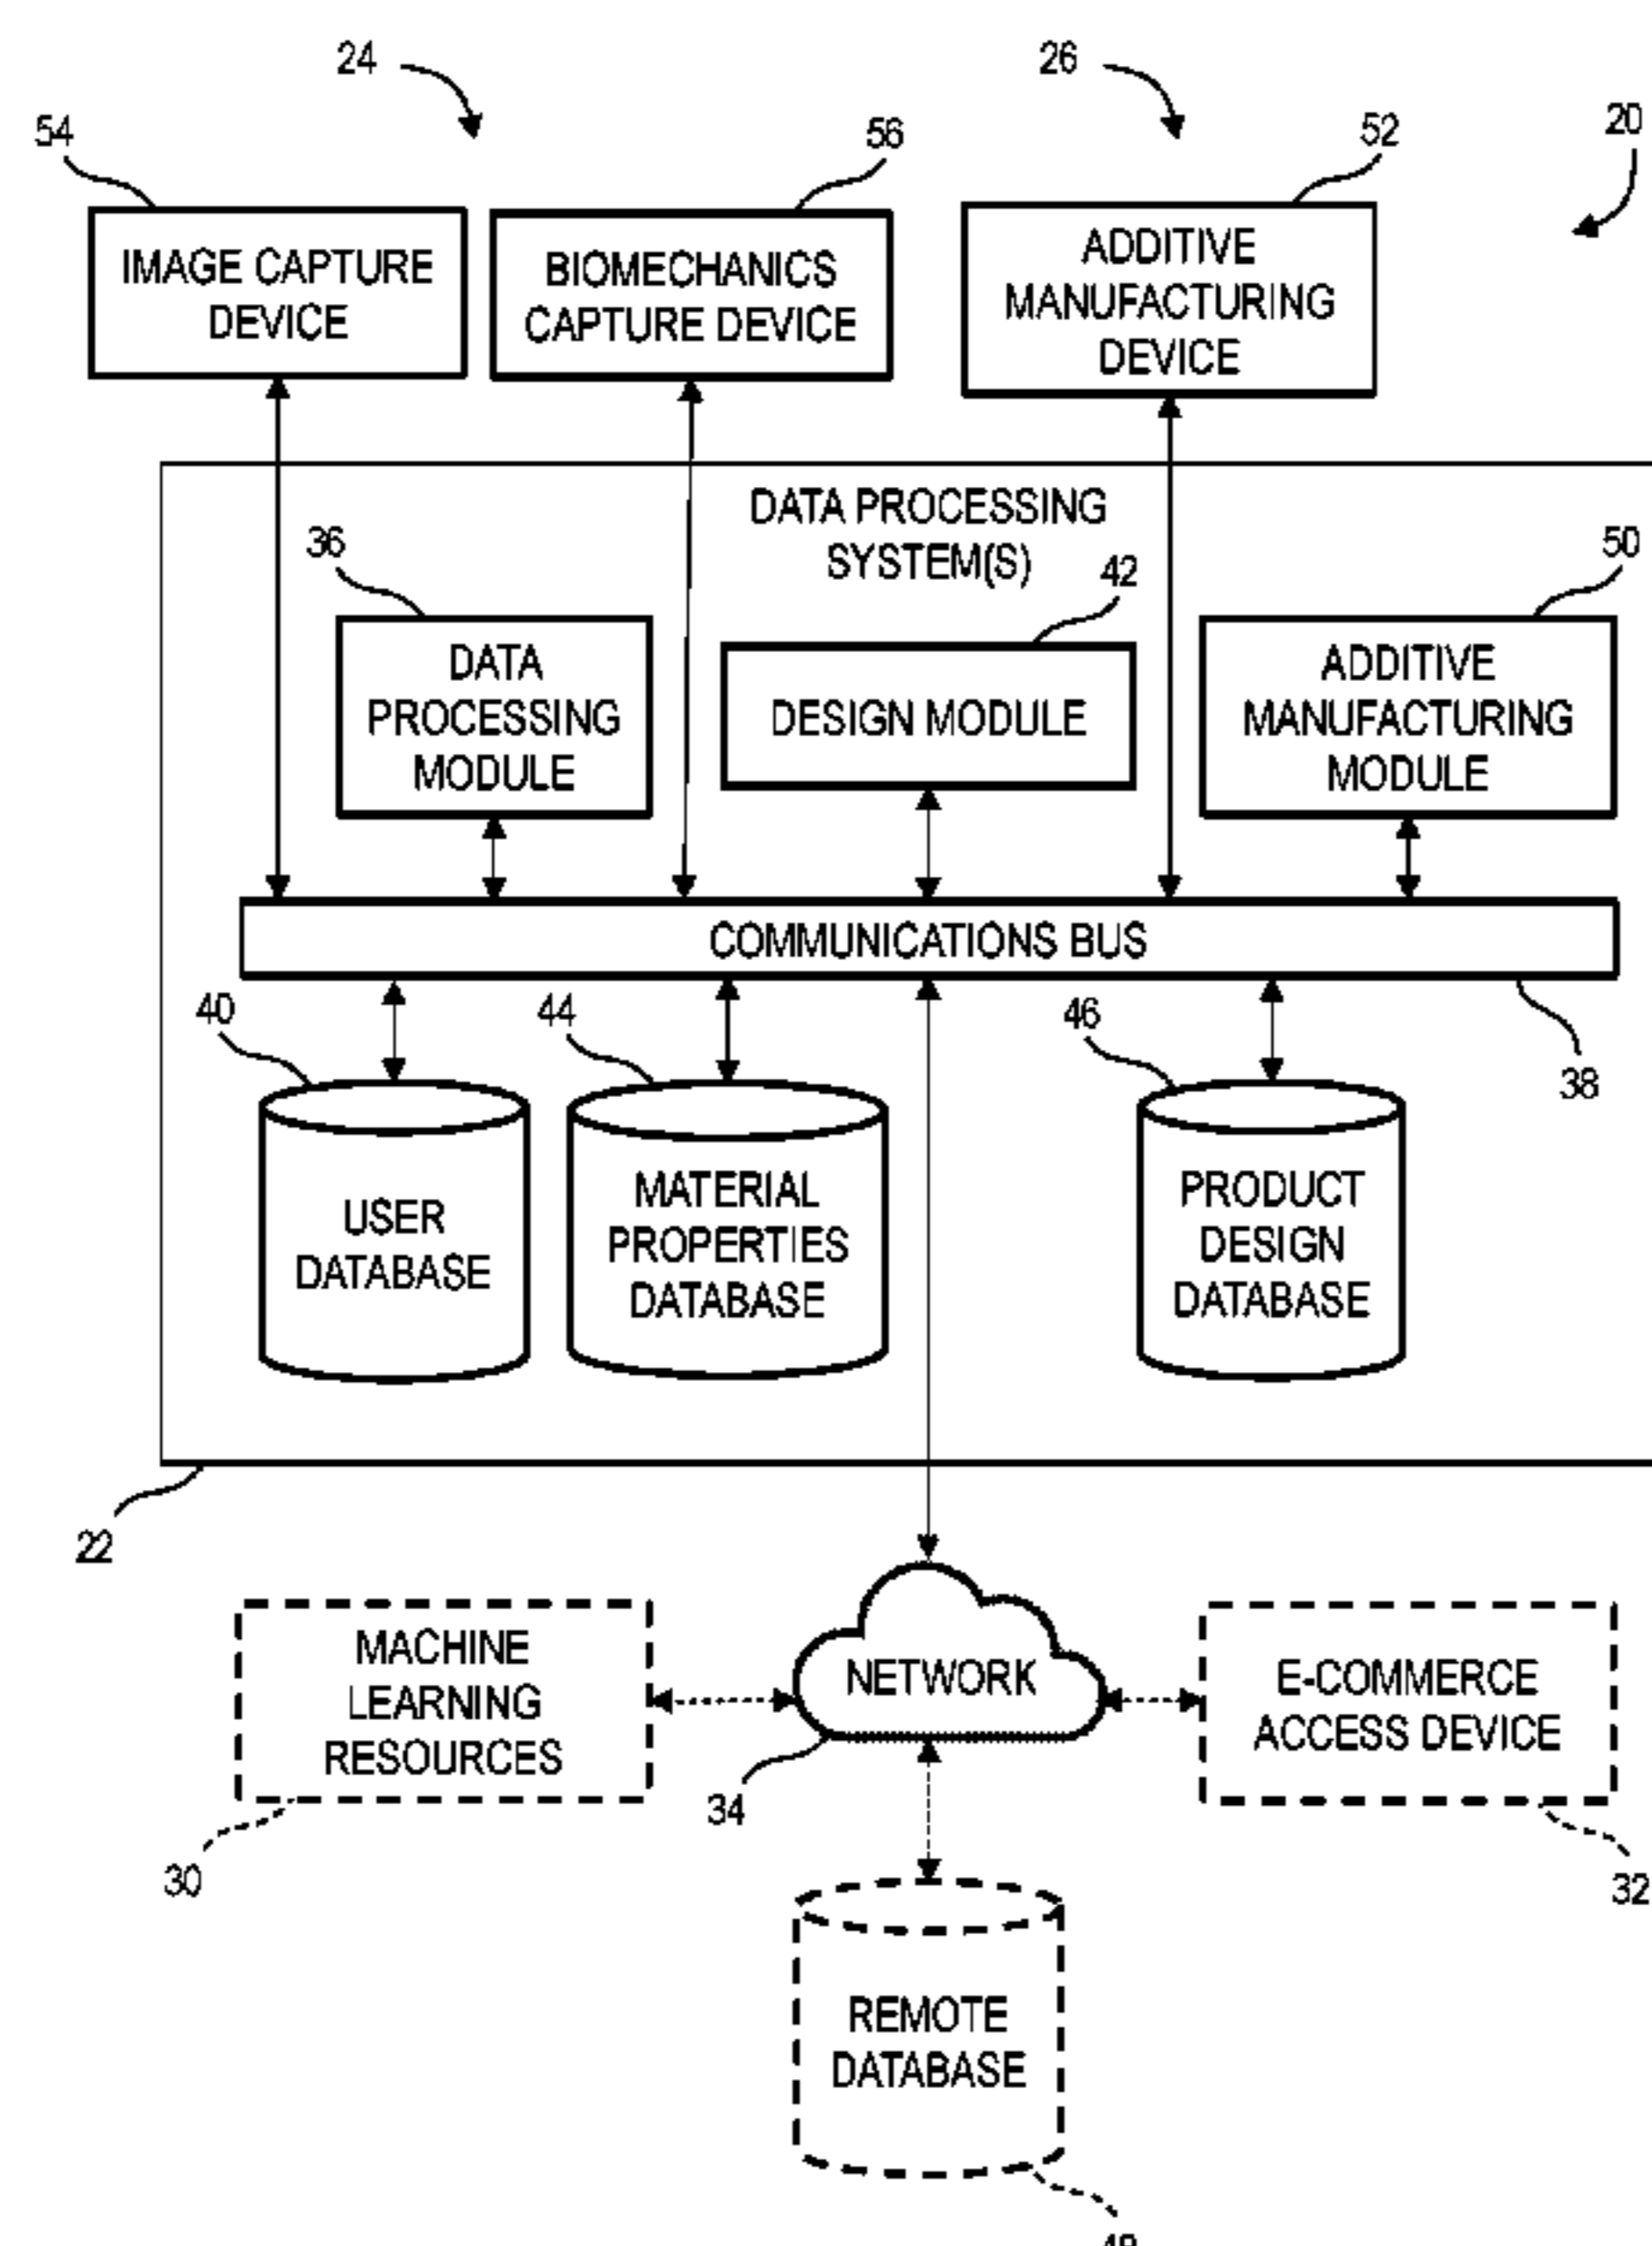 24
26
20
54
56
52
IMAGE CAPTURE
DEVICE
BIOMECHANICS
CAPTURE DEVICE
ADDITIVE
MANUFACTURING
DEVICE
DATA PROCESSING
SYSTEM(S)
36
42
50
DATA
PROCESSING
MODULE
DESIGN MODULE
ADDITIVE
MANUFACTURING
MODULE
COMMUNICATIONS BUS
40
44
46
38
USER
DATABASE
MATERIAL
PROPERTIES
DATABASE
PRODUCT
DESIGN
DATABASE
22
MACHINE
LEARNING
RESOURCES
NETWORK
E-COMMERCE
ACCESS DEVICE
34
30
32
REMOTE
DATABASE